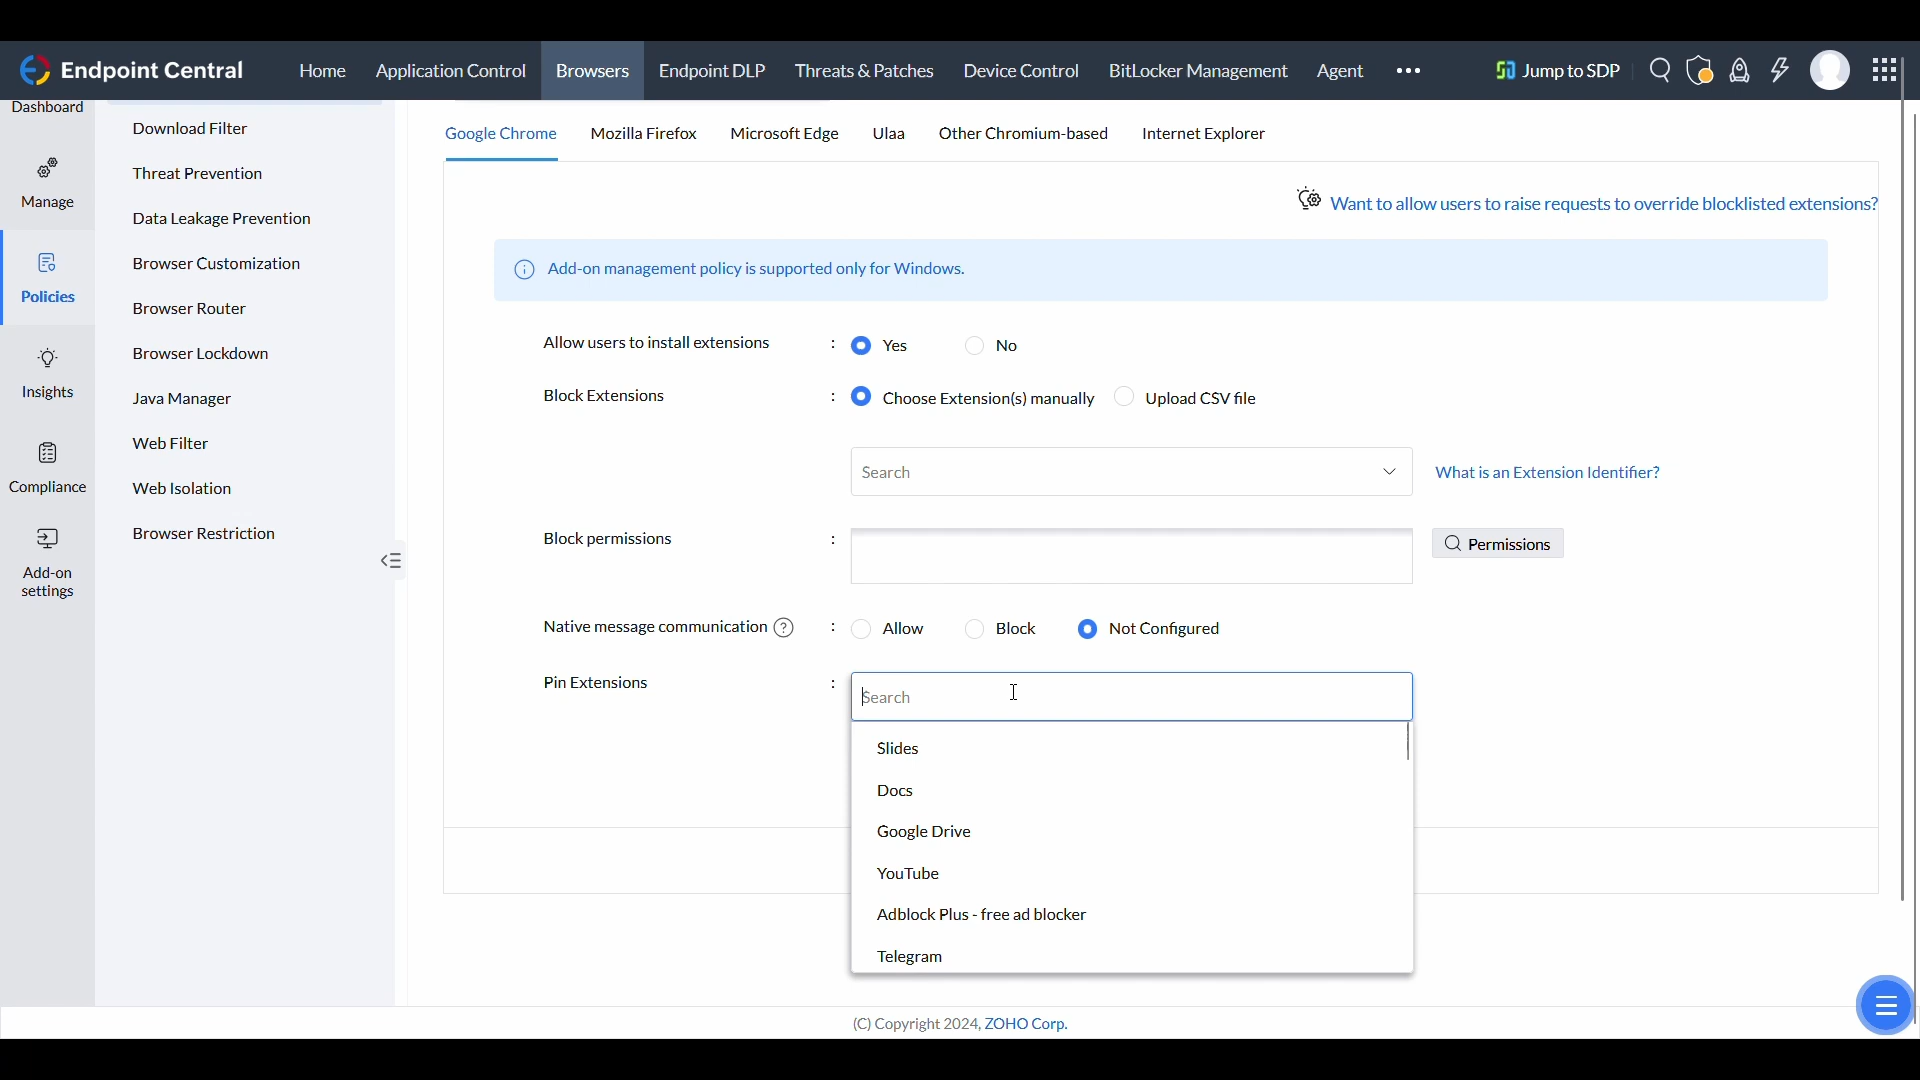 Endpoint Central
Home
Application Control
Browsers
Endpoint DLP
Threats & Patches
Device Control
BitLocker Management
Agent
Jump to SDP
Dashboard
Manage
Policies
Insights
Compliance
Add-on
settings
Download Filter
Threat Prevention
Data Leakage Prevention
Browser Customization
Browser Router
Browser Lockdown
Java Manager
Web Filter
Web Isolation
Browser Restriction
Google Chrome
Mozilla Firefox
Microsoft Edge
Ulaa
Other Chromium-based
Internet Explorer
Want to allow users to raise requests to override blocklisted extensions?
Add-on management policy is supported only for Windows.
Allow users to install extensions : Yes No
Block Extensions : Choose Extension(s) manually Upload CSV file
Search
What is an Extension Identifier?
Block permissions :
Permissions
Native message communication ? : Allow Block Not Configured
Pin Extensions : Search
Slides
Docs
Google Drive
YouTube
Adblock Plus - free ad blocker
Telegram
(C) Copyright 2024, ZOHO Corp.